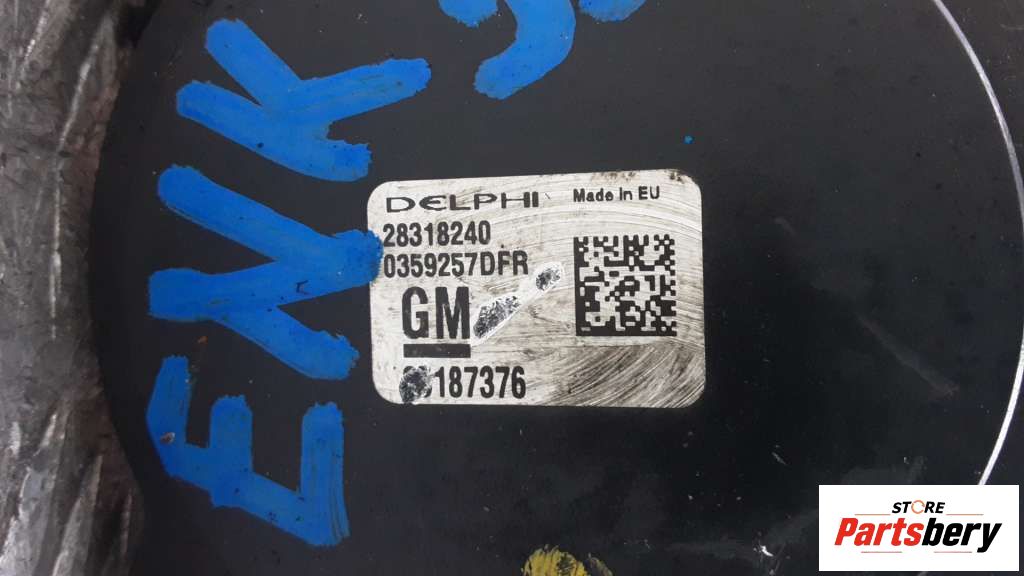 DELPHI Made in EU
28318240
0359257DFR
GM
187376
STORE
Partsbery